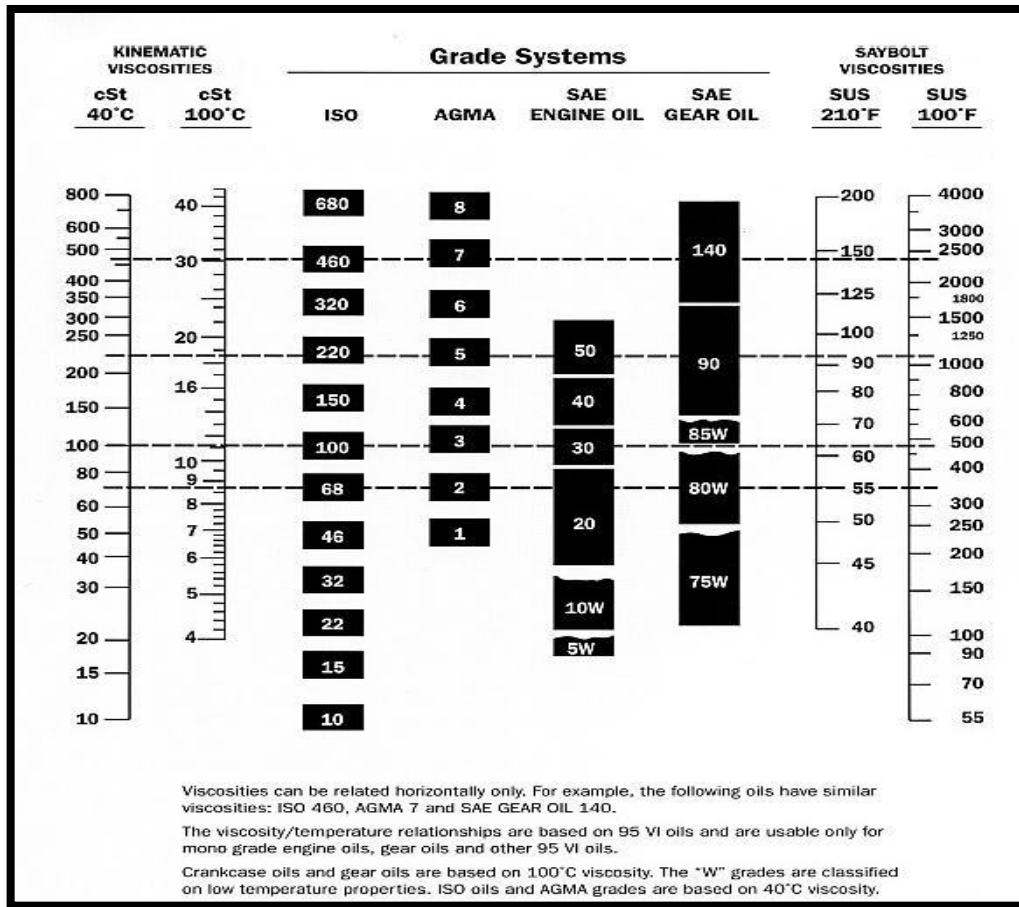 KINEMATIC
VISCOSITIES
Grade Systems
SAYBOLT
VISCOSITIES
cSt
40°C
cSt
100°C
ISO
AGMA
SAE
ENGINE OIL
SAE
GEAR OIL
SUS
210°F
SUS
100°F
800
600
500
400
350
300
250
200
150
100
80
60
50
40
30
20
15
10
40
30
20
16
10
9
8
7
6
5
4
680
460
320
220
150
100
68
46
32
22
15
10
8
7
6
5
4
3
2
1
50
40
30
20
10W
5W
140
90
85W
80W
75W
200
150
125
100
90
80
70
60
55
50
45
40
4000
3000
2500
2000
1800
1500
1250
1000
800
600
500
400
300
250
200
150
100
90
70
55
Viscosities can be related horizontally only. For example, the following oils have similar
viscosities: ISO 460, AGMA 7 and SAE GEAR OIL 140.
The viscosity/temperature relationships are based on 95 VI oils and are usable only for
mono grade engine oils, gear oils and other 95 VI oils.
Crankcase oils and gear oils are based on 100°C viscosity. The "W" grades are classified
on low temperature properties. ISO oils and AGMA grades are based on 40°C viscosity.